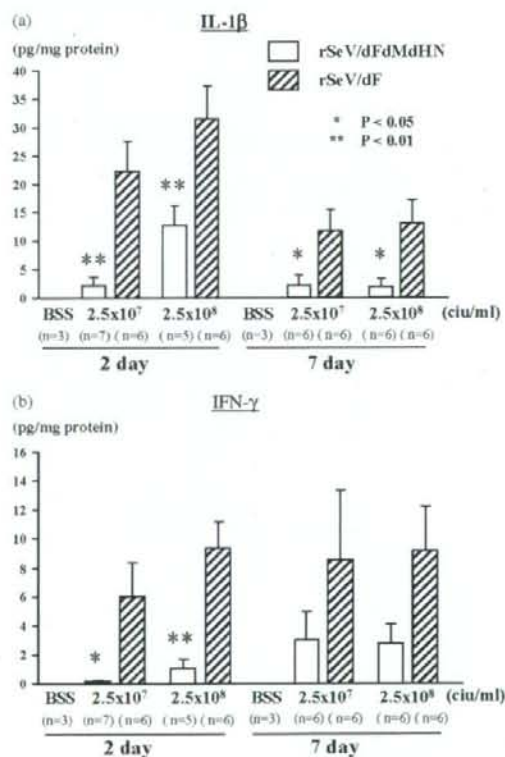 (a)
IL-1β
(pg/mg protein)
rSeV/dFdMdHN
rSeV/dF
* P < 0.05
** P < 0.01
40
35
30
25
20
15
10
5
0
** ** * *
BSS 2.5x10⁷ 2.5x10⁸ BSS 2.5x10⁷ 2.5x10⁸ (ciu/ml)
(n=3) (n=7) ( n=6) ( n=5) ( n=6) (n=3) (n=6) ( n=6) ( n=6) ( n=6)
2 day 7 day
(b)
IFN-γ
(pg/mg protein)
16
14
12
10
8
6
4
2
0
* **
BSS 2.5x10⁷ 2.5x10⁸ BSS 2.5x10⁷ 2.5x10⁸ (ciu/ml)
(n=3) (n=7) ( n=6) ( n=5) ( n=6) (n=3) (n=6) ( n=6) ( n=6) ( n=6)
2 day 7 day